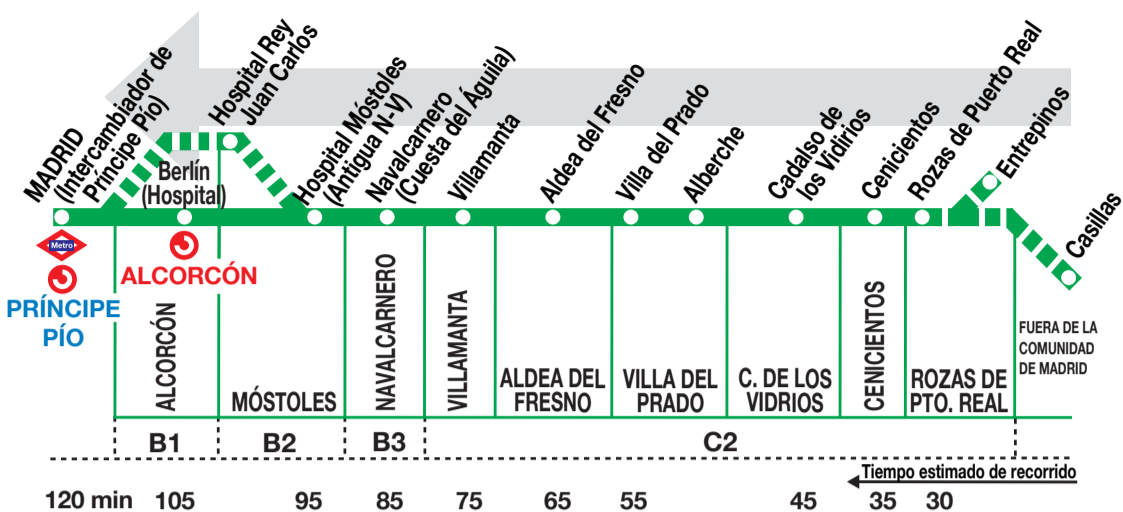 MADRID
(Intercambiador de
Príncipe Pío)
Hospital Rey
Juan Carlos
Berlín
(Hospital)
Hospital Móstoles
(Antigua N-V)
Navalcarnero
(Cuesta del Águila)
Villamanta
Aldea del Fresno
Villa del Prado
Alberche
Cadalso de
los Vidirios
Cenicientos
Rozas de Puerto Real
Entrepinos
Casillas
Metro
PRÍNCIPE
PÍO
ALCORCÓN
ALCORCÓN
MÓSTOLES
NAVALCARNERO
VILLAMANTA
ALDEA DEL
FRESNO
VILLA DEL
PRADO
C. DE LOS
VIDRIOS
CENICIENTOS
ROZAS DE
PTO. REAL
FUERA DE LA
COMUNIDAD
DE MADRID
B1 B2 B3 C2
Tiempo estimado de recorrido
120 min 105 95 85 75 65 55 45 35 30